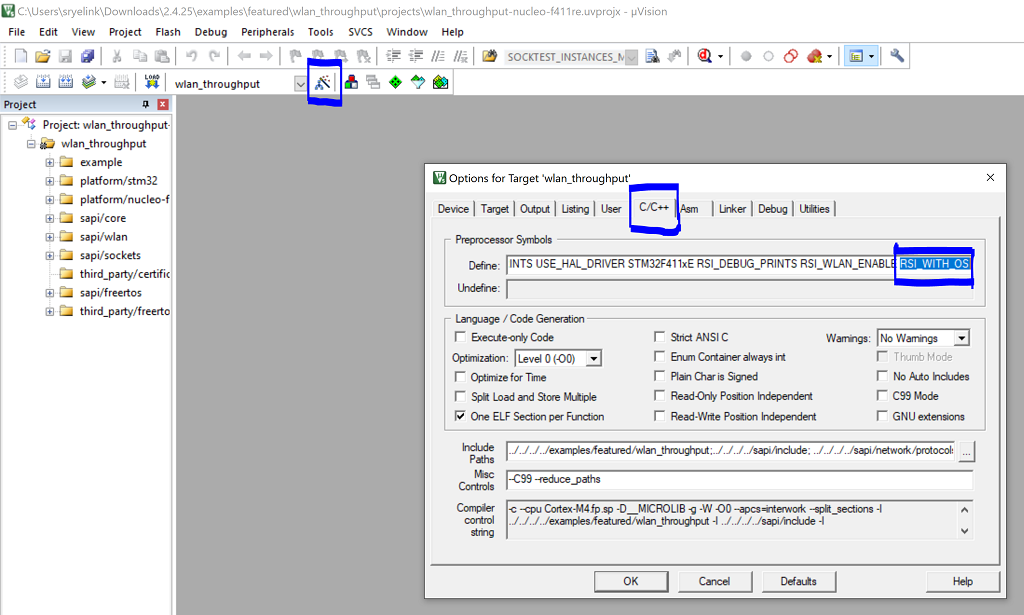 C:\Users\sryelink\Downloads\2.4.25\examples\featured\wlan_throughput\projects\wlan_throughput-nucleo-f411re.uvprojx - µVision
File Edit View Project Flash Debug Peripherals Tools SVCS Window Help
SOCKTEST_INSTANCES_M
LOAD wlan_throughput
Project
Project: wlan_throughput-
wlan_throughput
example
platform/stm32
platform/nucleo-f
sapi/core
sapi/wlan
sapi/sockets
third_party/certific
sapi/freertos
third_party/freerto
Options for Target 'wlan_throughput'
Device Target Output Listing User C/C++ Asm Linker Debug Utilities
Preprocessor Symbols
Define: INTS USE_HAL_DRIVER STM32F411xE RSI_DEBUG_PRINTS RSI_WLAN_ENABLE RSI_WITH_OS
Undefine:
Language / Code Generation
Execute-only Code Strict ANSI C Warnings: No Warnings
Optimization: Level 0 (-O0) Enum Container always int Thumb Mode
Optimize for Time Plain Char is Signed No Auto Includes
Split Load and Store Multiple Read-Only Position Independent C99 Mode
One ELF Section per Function Read-Write Position Independent GNU extensions
Include Paths ../../../../examples/featured/wlan_throughput;../../../../sapi/include; ../../../../sapi/network/protocols ...
Misc Controls --C99 --reduce_paths
Compiler control string -c --cpu Cortex-M4.fp.sp -D__MICROLIB -g -W -O0 --apcs=interwork --split_sections -I
../../../../examples/featured/wlan_throughput -I ../../../../sapi/include -I
OK Cancel Defaults Help